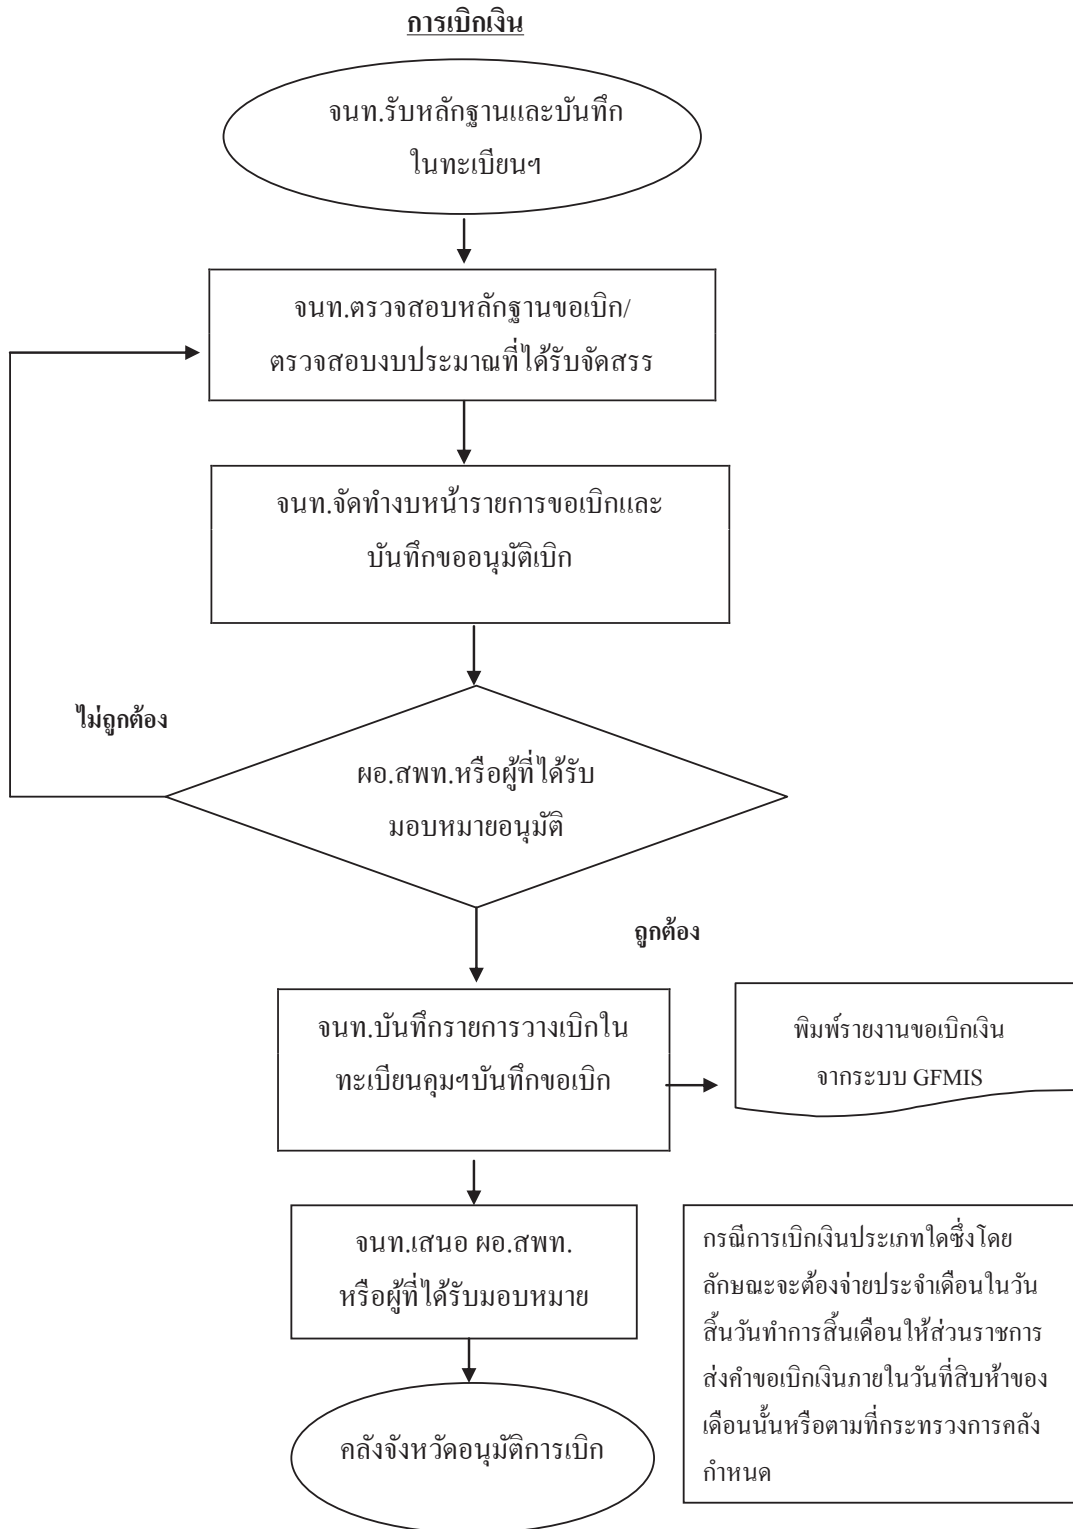 การเบิกเงิน
จนท.รับหลักฐานและบันทึก
ในทะเบียนฯ
จนท.ตรวจสอบหลักฐานขอเบิก/
ตรวจสอบงบประมาณที่ได้รับจัดสรร
จนท.จัดทำงบหน้ารายการขอเบิกและ
บันทึกขออนุมัติเบิก
ไม่ถูกต้อง
ผอ.สพท.หรือผู้ที่ได้รับ
มอบหมายอนุมัติ
ถูกต้อง
จนท.บันทึกรายการวางเบิกใน
ทะเบียนคุมฯบันทึกขอเบิก
พิมพ์รายงานขอเบิกเงิน
จากระบบ GFMIS
จนท.เสนอ ผอ.สพท.
หรือผู้ที่ได้รับมอบหมาย
กรณีการเบิกเงินประเภทใดซึ่งโดย
ลักษณะจะต้องจ่ายประจำเดือนในวัน
สิ้นวันทำการสิ้นเดือนให้ส่วนราชการ
ส่งคำขอเบิกเงินภายในวันที่สิบห้าของ
เดือนนั้นหรือตามที่กระทรวงการคลัง
กำหนด
คลังจังหวัดอนุมัติการเบิก